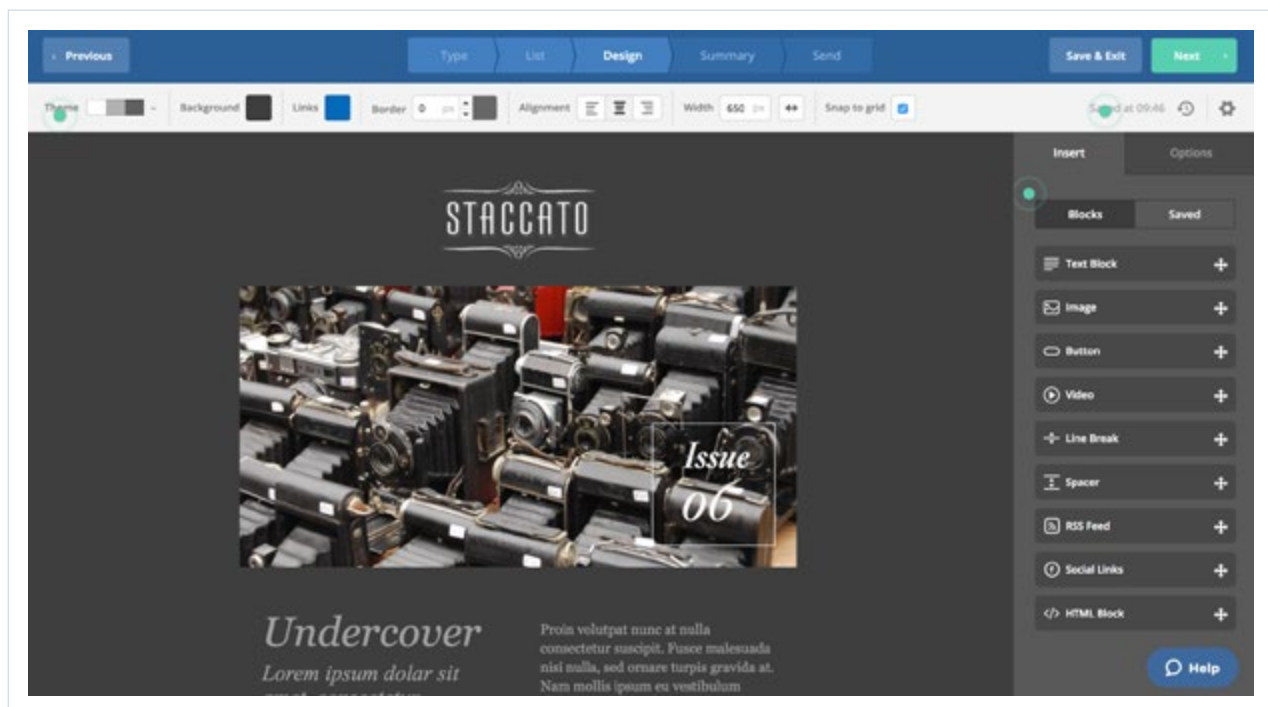 Previous
Type List Design Summary Send
Save & Exit Next
Theme Background Links Border 0 px Alignment Width 650 px Snap to grid Saved at 09:46
Insert Options
Blocks Saved
Text Block
Image
Button
Video
Line Break
Spacer
RSS Feed
Social Links
HTML Block
Help
STACCATO
Issue
06
Undercover
Lorem ipsum dolar sit
amet, consectetur
Proin volutpat nunc at nulla
consectetur suscipit. Fusce malesuada
nisi nulla, sed ornare turpis gravida at.
Nam mollis ipsum eu vestibulum